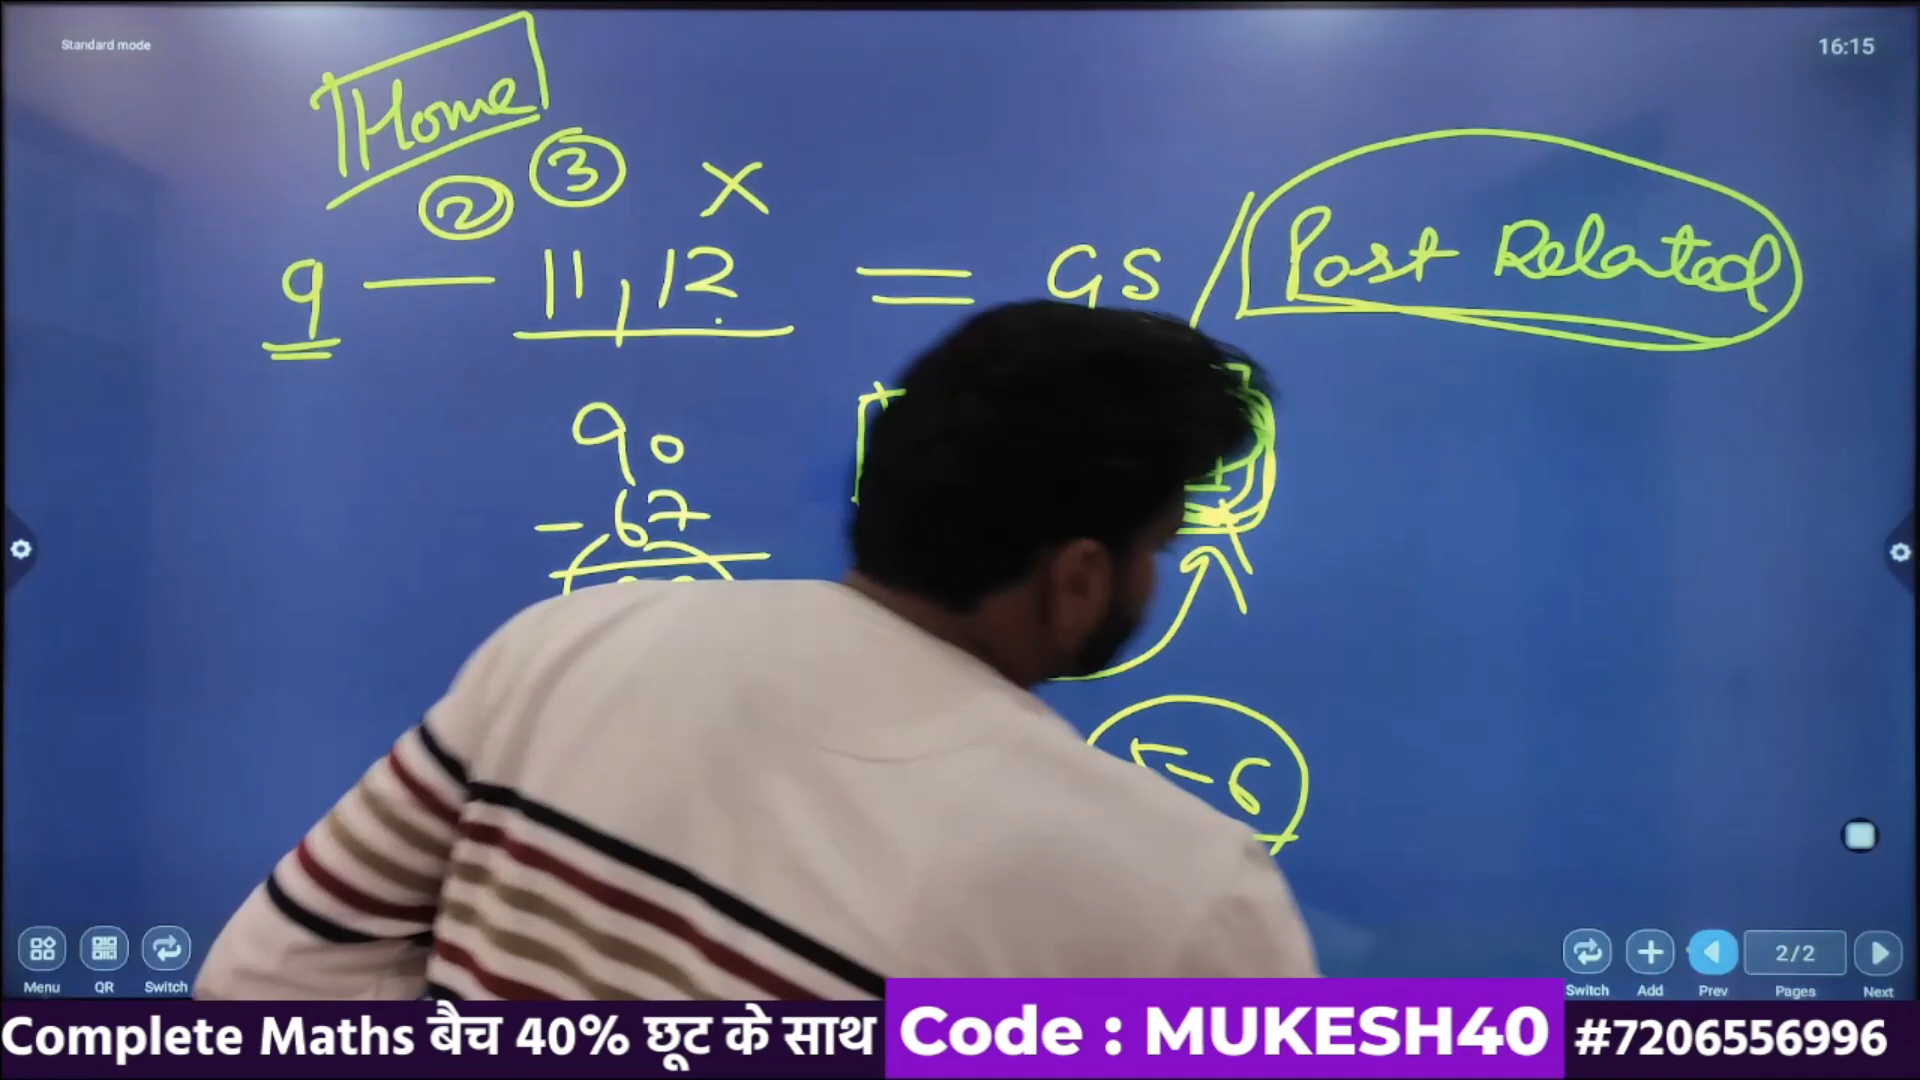 Standard mode
16:15
Home
2 3 X
9 — 11, 12 = GS / Post Related
90
- 67
6
Menu QR Switch
Switch Add Prev 2/2 Pages Next
Complete Maths बैच 40% छूट के साथ Code : MUKESH40 #7206556996